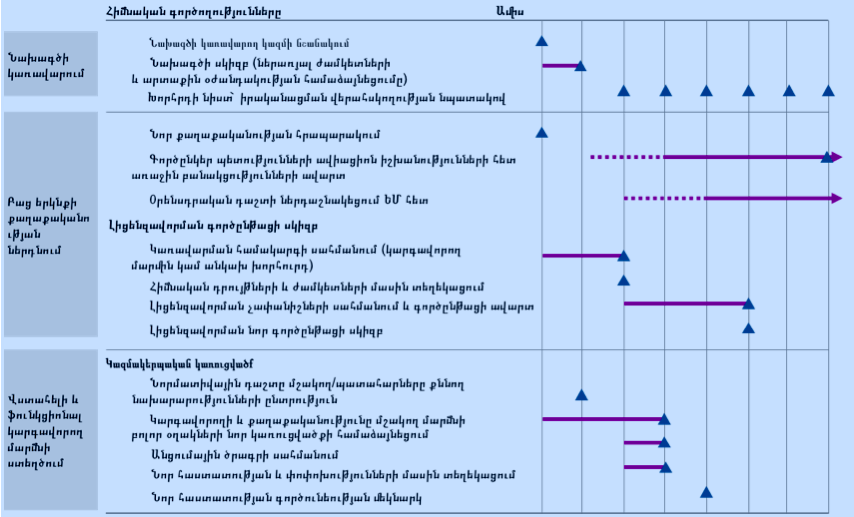 Հիմնական գործողությունները Ամիս
Նախագծի
կառավարում
Նախագծի կառավարող կազմի նշանակում
Նախագծի սկիզբ (ներառյալ ժամկետների
և արտաքին օժանդակության համաձայնեցումը)
Խորհրդի նիստ՝ իրականացման վերահսկողության նպատակով
Բաց երկնքի
քաղաքականո
ւթյան
ներդնում
Նոր քաղաքականության հրապարակում
Գործընկեր պետությունների ավիացիոն իշխանությունների հետ
առաջին բանակցությունների ավարտ
Օրենսդրական դաշտի ներդաշնակեցում ԵՄ հետ
Լիցենզավորման գործընթացի սկիզբ
Կառավարման համակարգի սահմանում (կարգավորող
մարմին կամ անկախ խորհուրդ)
Հիմնական դրույթների և ժամկետների մասին տեղեկացում
Լիցենզավորման չափանիշների սահմանում և գործընթացի ավարտ
Լիցենզավորման նոր գործընթացի սկիզբ
Վստահելի և
ֆունկցիոնալ
կարգավորող
մարմնի
ստեղծում
Կազմակերպական կառուցվածք
Նորմատիվային դաշտը մշակող/պատահարները քննող
նախարարությունների ընտրություն
Կարգավորողի և քաղաքականությունը մշակող մարմնի
բոլոր օղակների նոր կառուցվածքի համաձայնեցում
Անցումային ծրագրի սահմանում
Նոր հաստատության և փոփոխությունների մասին տեղեկացում
Նոր հաստատության գործունեության մեկնարկ